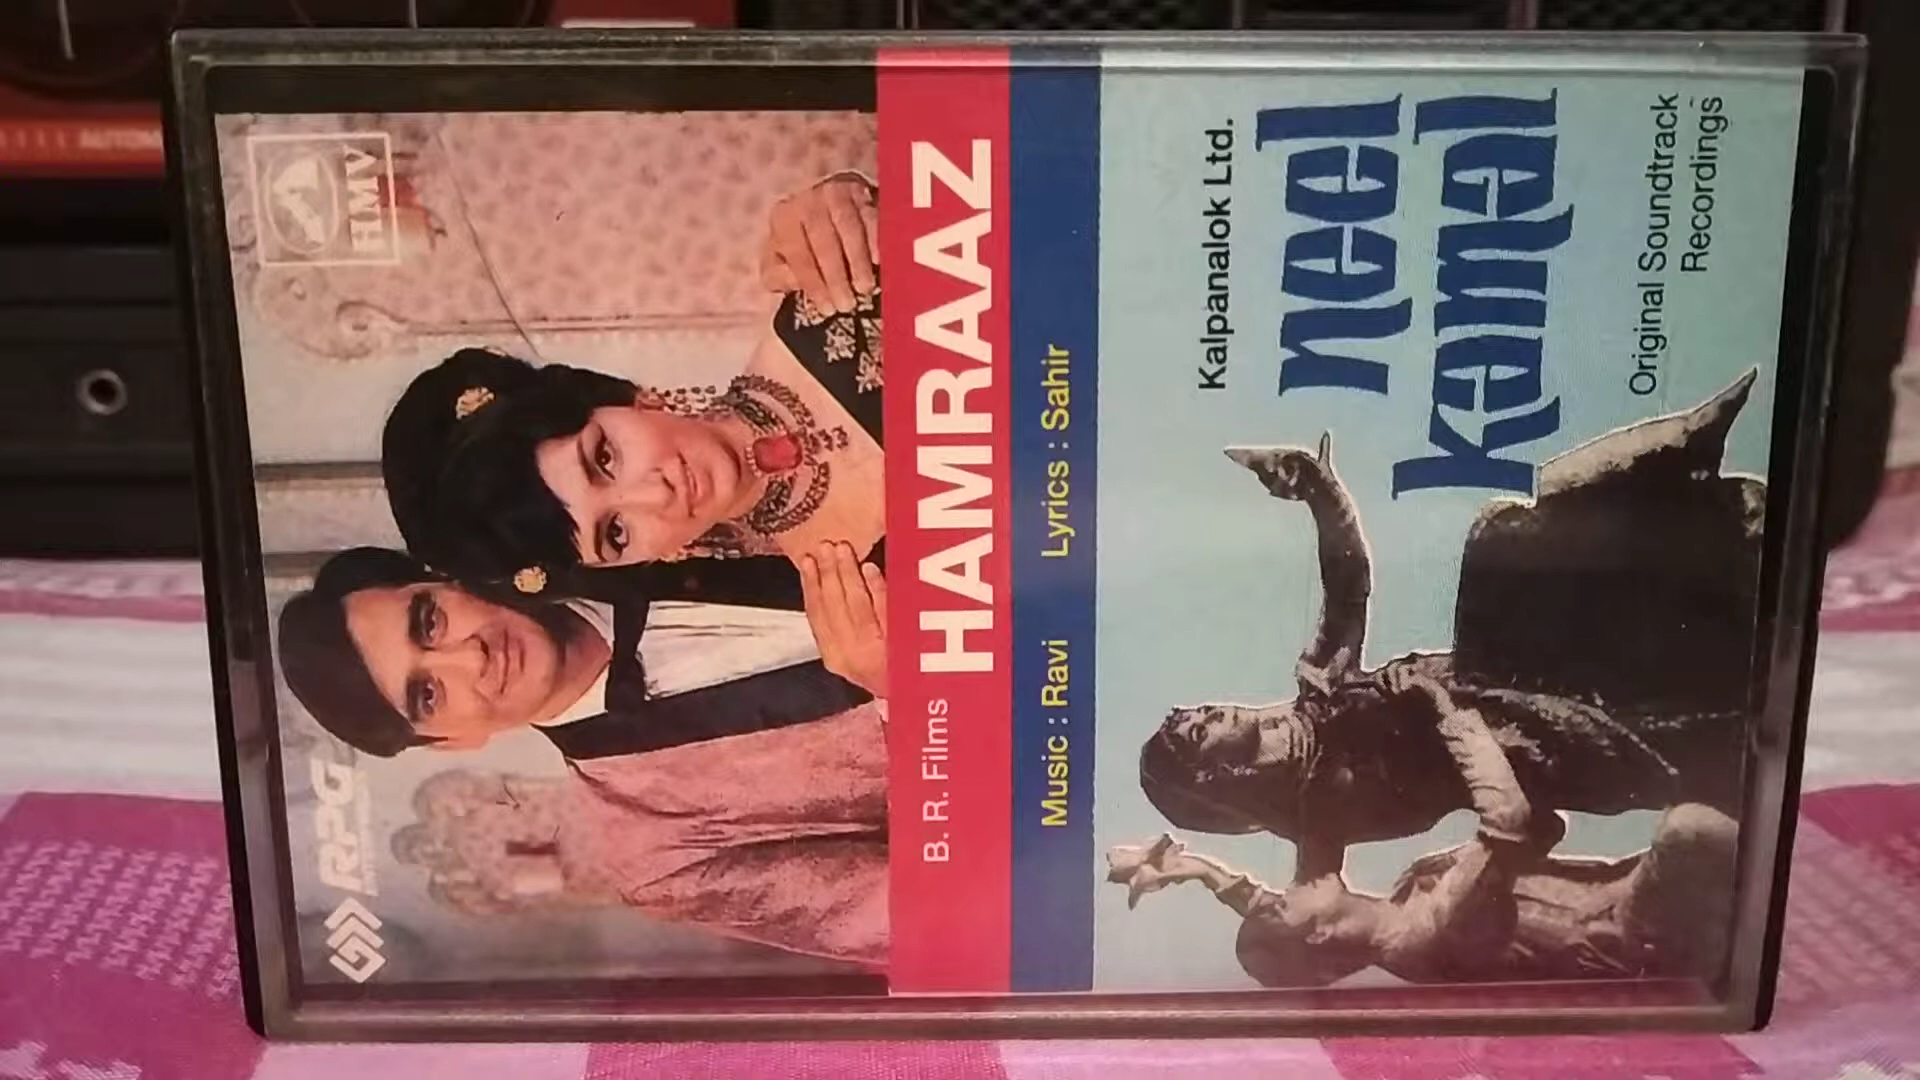 HMV
RPG
B. R. Films HAMRAAZ
Music : Ravi Lyrics : Sahir
Kalpanalok Ltd.
neel
kamal
Original Soundtrack
Recordings